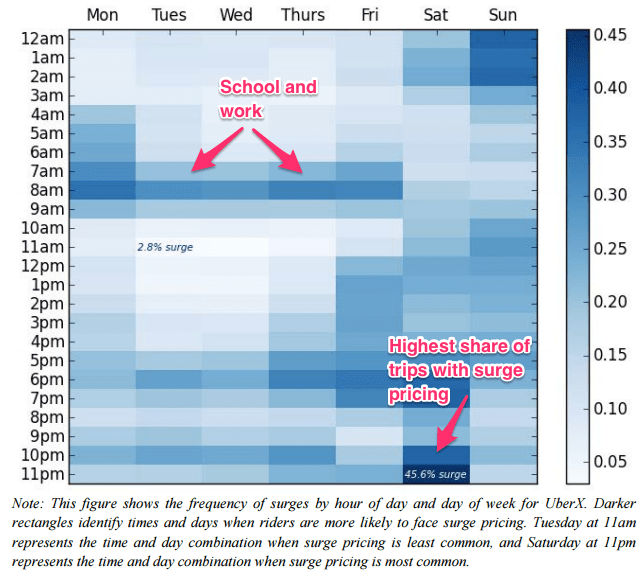 Mon Tues Wed Thurs Fri Sat Sun
12am
1am
2am
3am
4am
5am
6am
7am
8am
9am
10am
11am
12pm
1pm
2pm
3pm
4pm
5pm
6pm
7pm
8pm
9pm
10pm
11pm
School and
work
2.8% surge
Highest share of
trips with surge
pricing
45.6% surge
0.45
0.40
0.35
0.30
0.25
0.20
0.15
0.10
0.05
Note: This figure shows the frequency of surges by hour of day and day of week for UberX. Darker
rectangles identify times and days when riders are more likely to face surge pricing. Tuesday at 11am
represents the time and day combination when surge pricing is least common, and Saturday at 11pm
represents the time and day combination when surge pricing is most common.